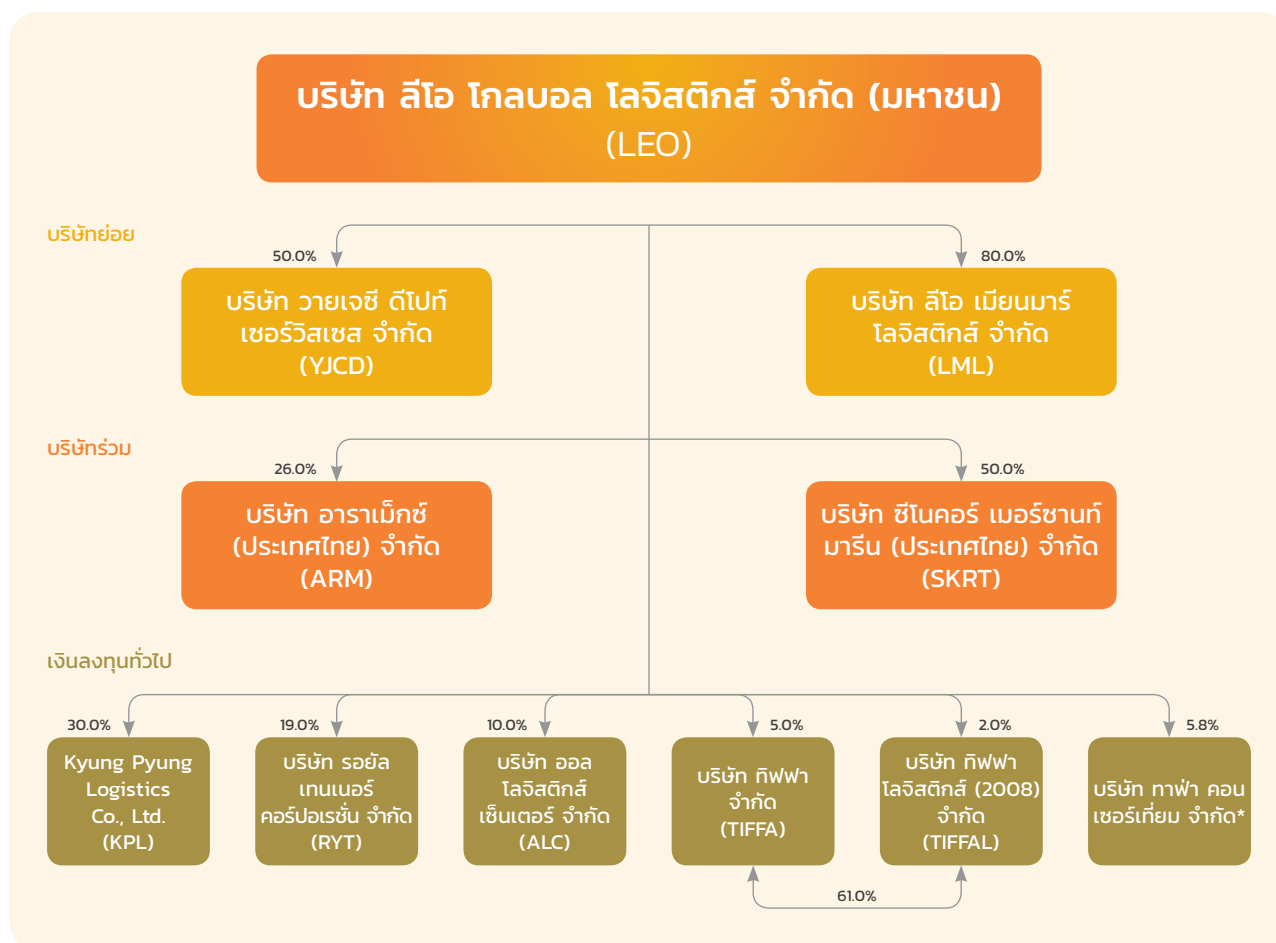 บริษัท ลีโอ โกลบอล โลจิสติกส์ จำกัด (มหาชน)
(LEO)
บริษัทย่อย
50.0%
80.0%
บริษัท วายเจซี ดีโปท์
เซอร์วิสเซส จำกัด
(YJCD)
บริษัท ลีโอ เมียนมาร์
โลจิสติกส์ จำกัด
(LML)
บริษัทร่วม
26.0%
50.0%
บริษัท อาราเม็กซ์
(ประเทศไทย) จำกัด
(ARM)
บริษัท ซีโนคอร์ เมอร์ซานท์
มารีน (ประเทศไทย) จำกัด
(SKRT)
เงินลงทุนทั่วไป
30.0%
19.0%
10.0%
5.0%
2.0%
5.8%
Kyung Pyung
Logistics
Co., Ltd.
(KPL)
บริษัท รอยัล
เทนเนอร์
คอร์ปอเรชั่น จำกัด
(RYT)
บริษัท ออล
โลจิสติกส์
เซ็นเตอร์ จำกัด
(ALC)
บริษัท ทิฟฟา
จำกัด
(TIFFA)
บริษัท ทิฟฟา
โลจิสติกส์ (2008)
จำกัด
(TIFFAL)
บริษัท ทาฟ่า คอน
เซอร์เที่ยม จำกัด*
61.0%